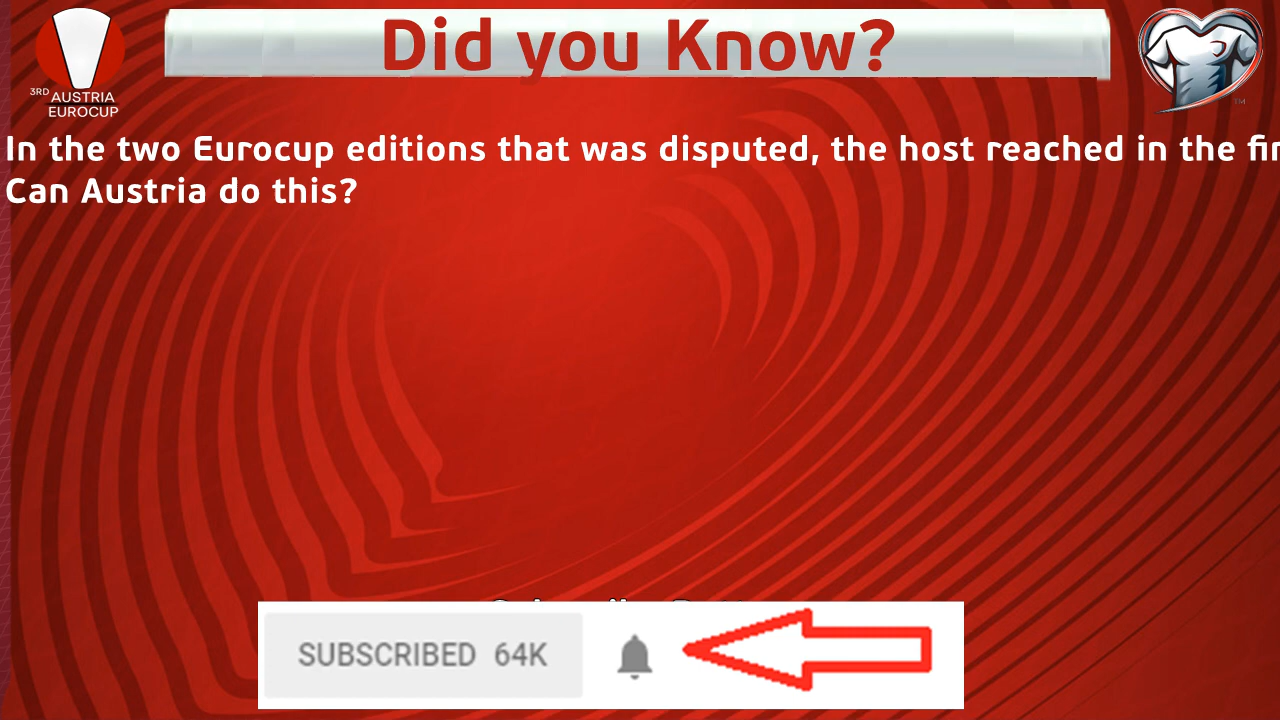 Did you Know?
3RD AUSTRIA
EUROCUP
TM
In the two Eurocup editions that was disputed, the host reached in the
Can Austria do this?
SUBSCRIBED 64K